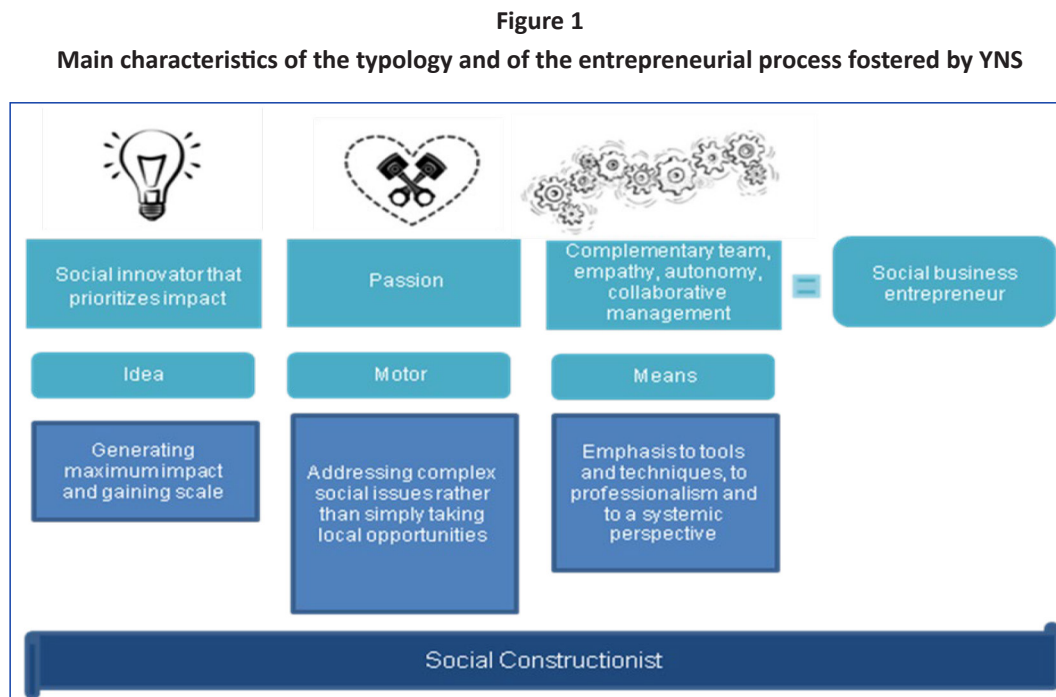 Figure 1
Main characteristics of the typology and of the entrepreneurial process fostered by YNS
Social innovator that
prioritizes impact
Passion
Complementary team,
empathy, autonomy,
collaborative
management
=
Social business
entrepreneur
Idea
Motor
Means
Generating
maximum impact
and gaining scale
Addressing complex
social issues rather
than simply taking
local opportunities
Emphasis to tools
and techniques, to
professionalism and
to a systemic
perspective
Social Constructionist